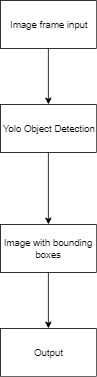 Image frame input
Yolo Object Detection
Image with bounding
boxes
Output